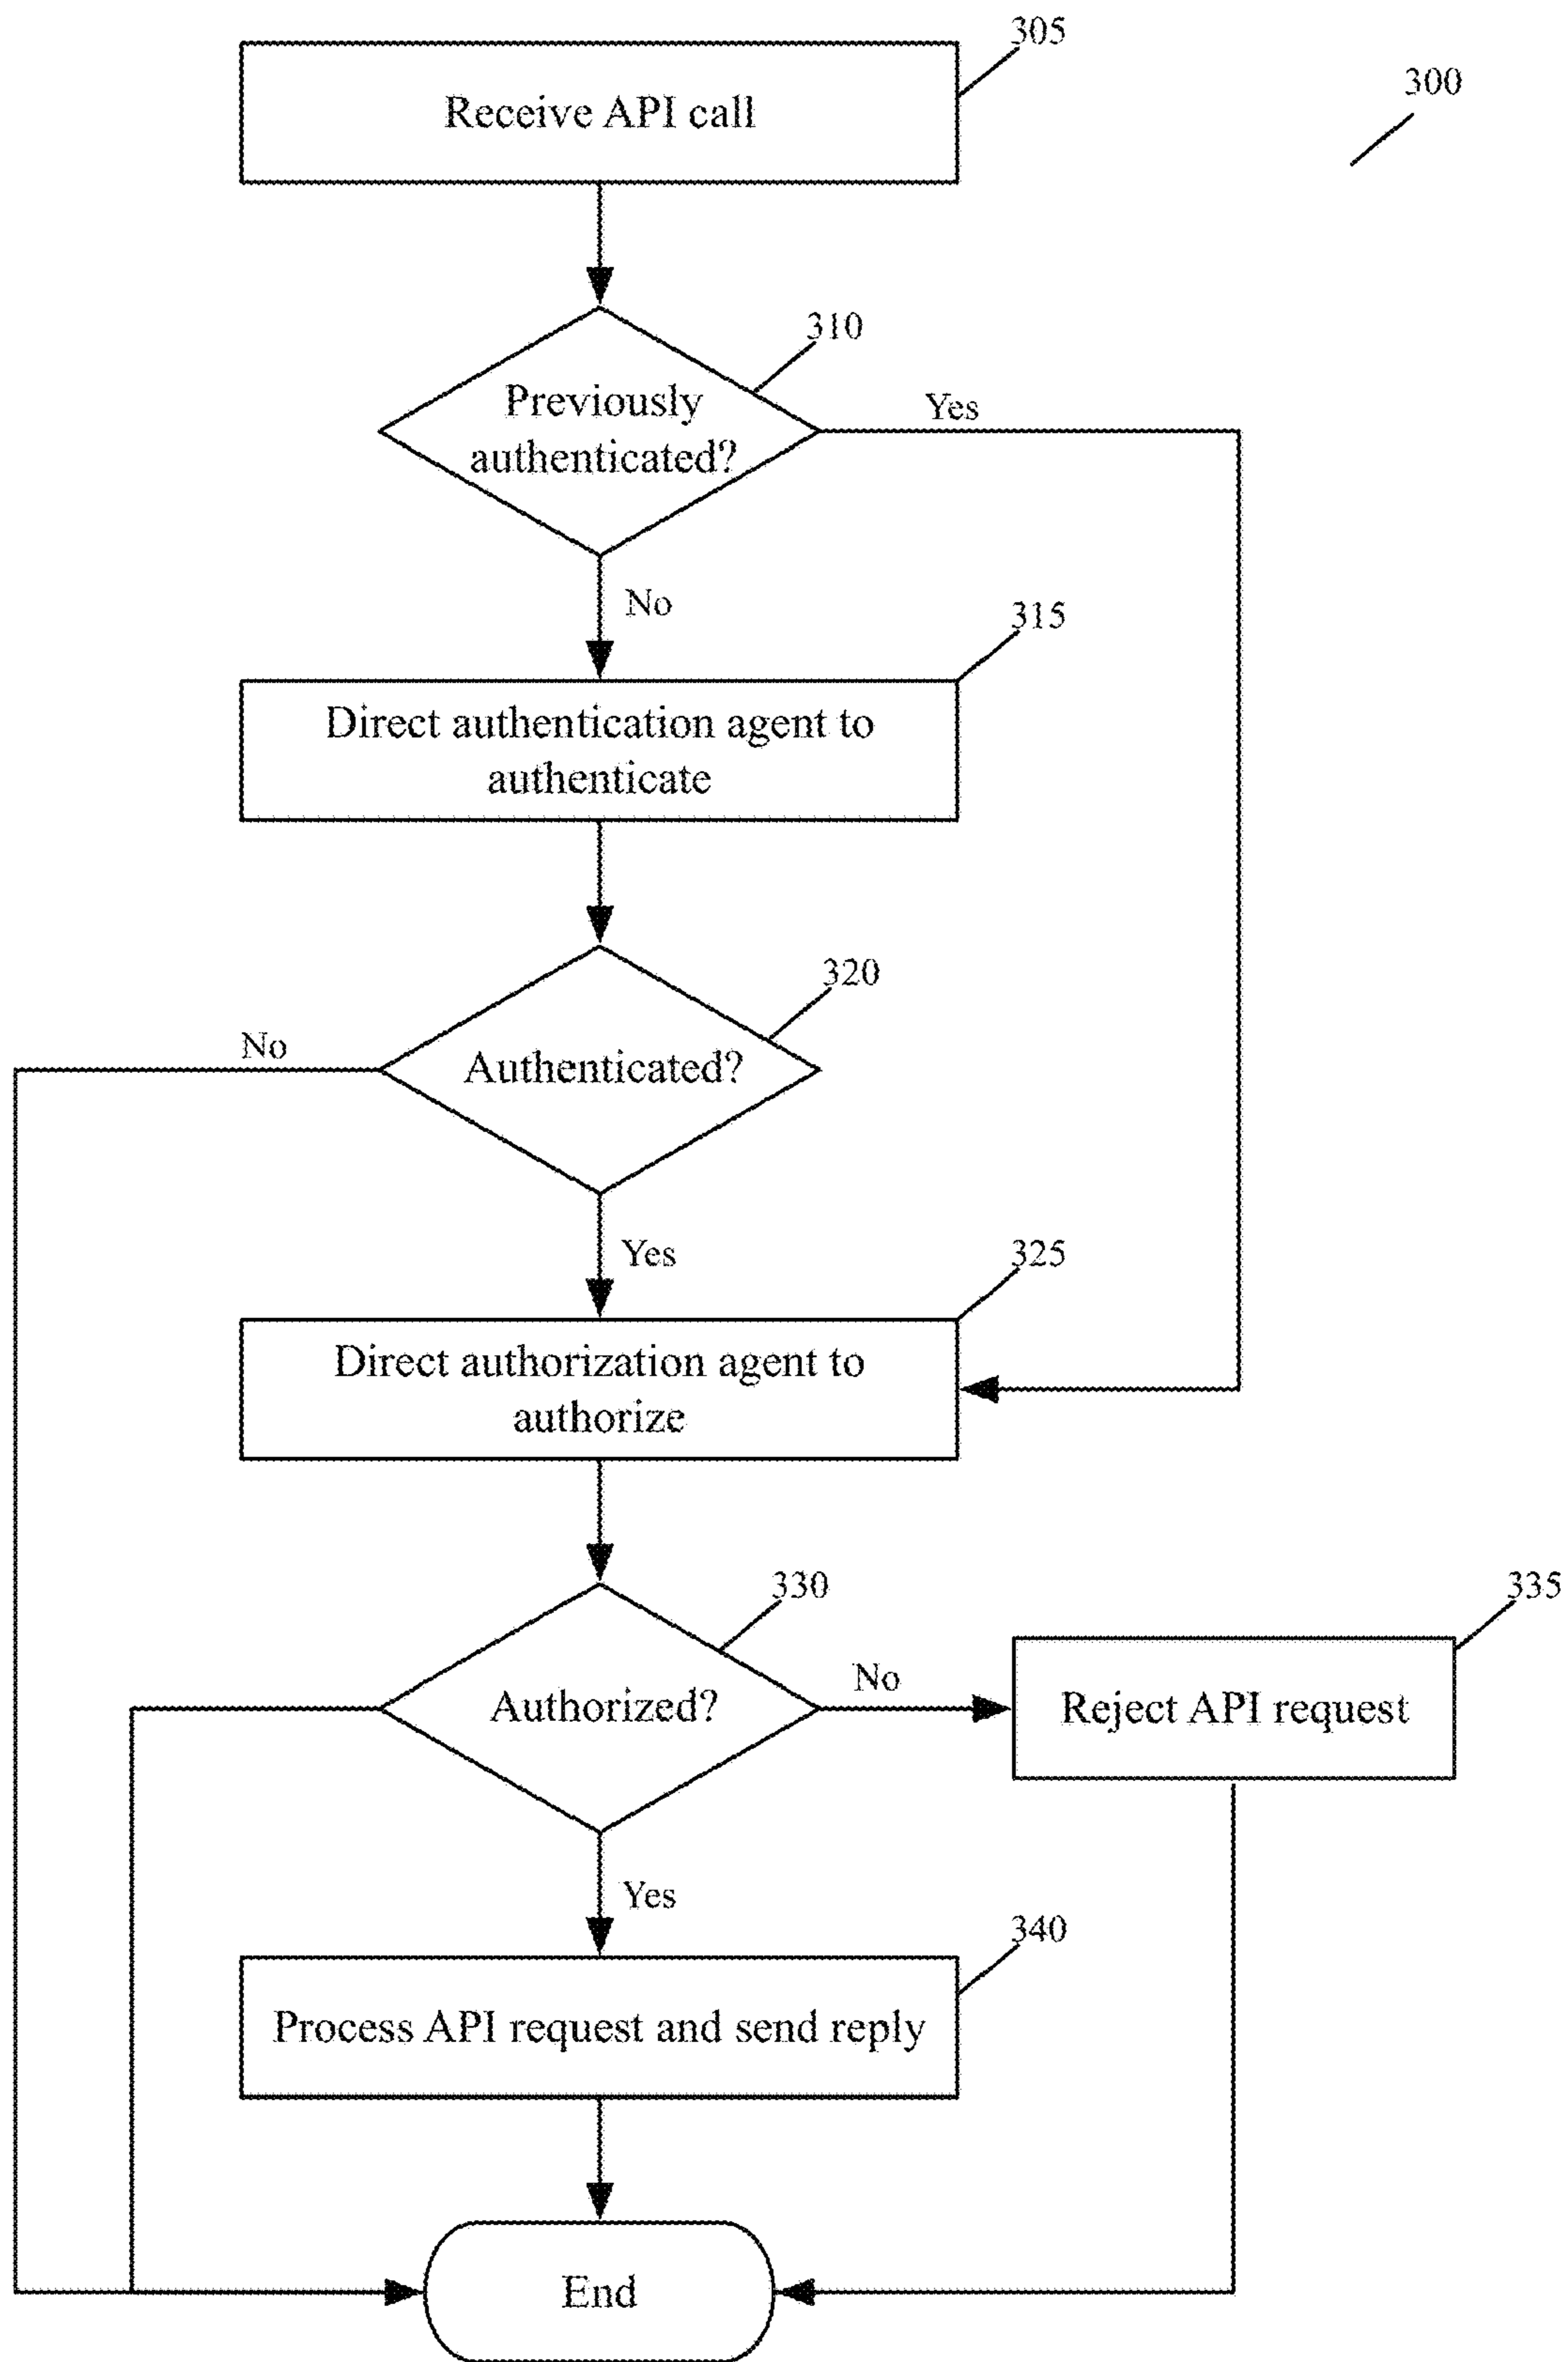 305
300
Receive API call
310
Previously
authenticated?
Yes
No
315
Direct authentication agent to
authenticate
320
No
Authenticated?
Yes
325
Direct authorization agent to
authorize
330
335
Authorized?
No
Reject API request
Yes
340
Process API request and send reply
End